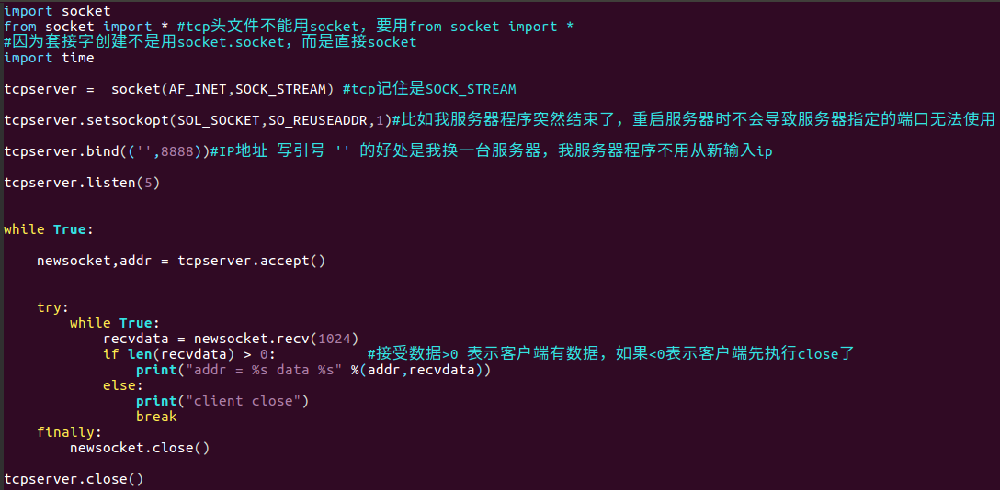 import socket
from socket import * #tcp头文件不能用socket，要用from socket import *
#因为套接字创建不是用socket.socket，而是直接socket
import time
tcpserver =  socket(AF_INET,SOCK_STREAM) #tcp记住是SOCK_STREAM
tcpserver.setsockopt(SOL_SOCKET,SO_REUSEADDR,1)#比如我服务器程序突然结束了，重启服务器时不会导致服务器指定的端口无法使用
tcpserver.bind(('',8888))#IP地址 写引号 '' 的好处是我换一台服务器，我服务器程序不用从新输入ip
tcpserver.listen(5)
while True:
    newsocket,addr = tcpserver.accept()
    try:
        while True:
            recvdata = newsocket.recv(1024)
            if len(recvdata) > 0:           #接受数据>0 表示客户端有数据，如果<0表示客户端先执行close了
                print("addr = %s data %s" %(addr,recvdata))
            else:
                print("client close")
                break
    finally:
        newsocket.close()
tcpserver.close()